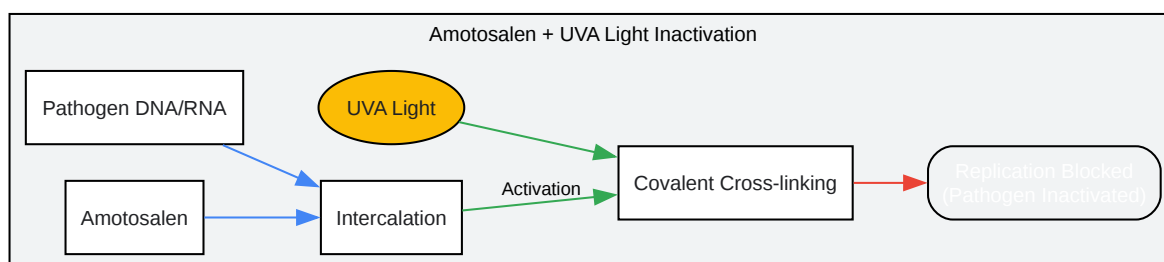 Amotosalen + UVA Light Inactivation
Pathogen DNA/RNA
UVA Light
Amotosalen
Intercalation
Activation
Covalent Cross-linking
Replication Blocked
(Pathogen Inactivated)